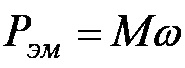 Pэм = Mω